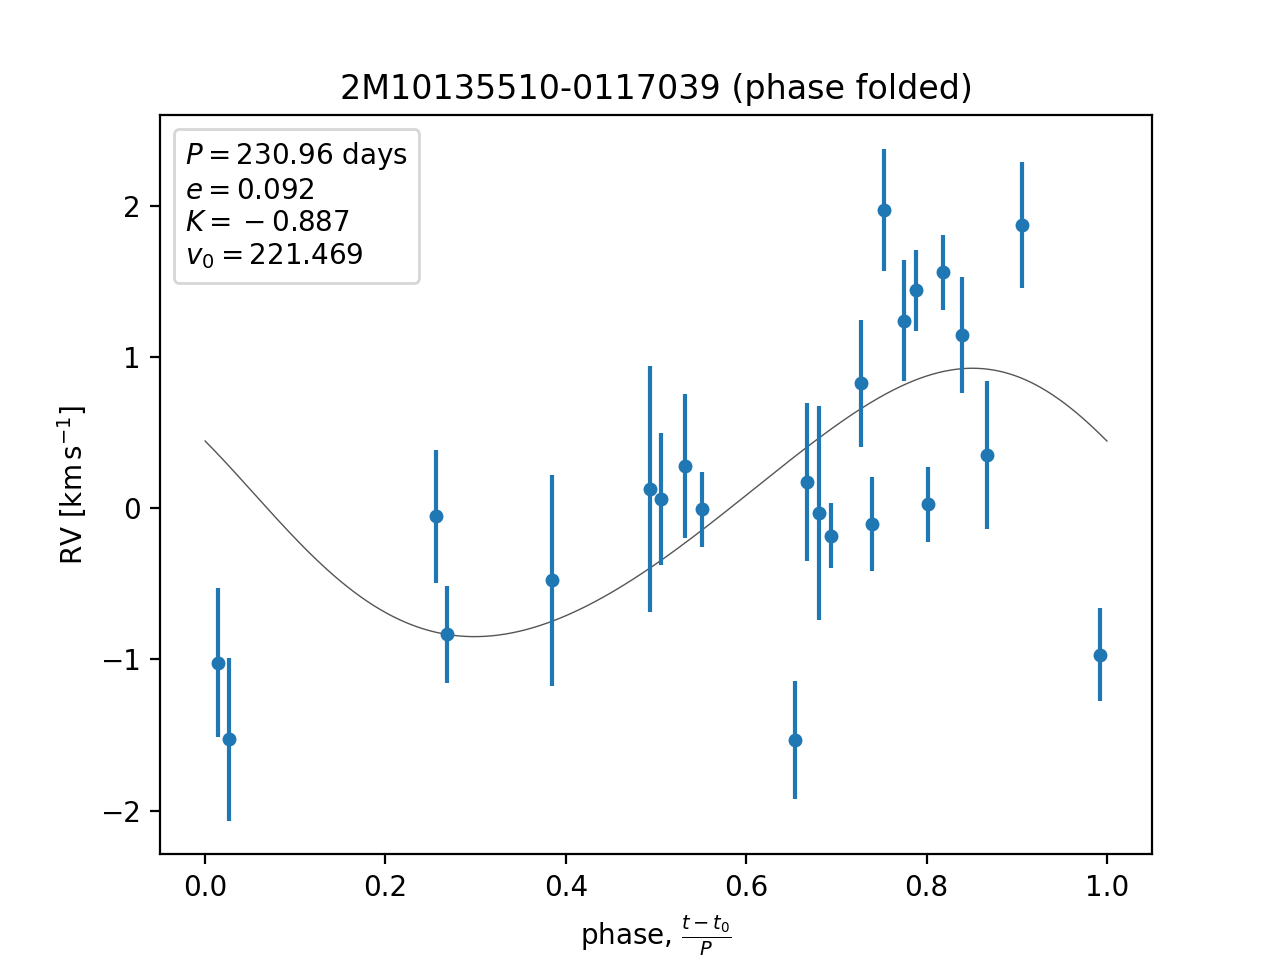 2M10135510-0117039 (phase folded)
P = 230.96 days
e = 0.092
K = −0.887
v₀ = 221.469
RV [km s⁻¹]
2
1
0
−1
−2
0.0 0.2 0.4 0.6 0.8 1.0
phase, (t − t₀)/P